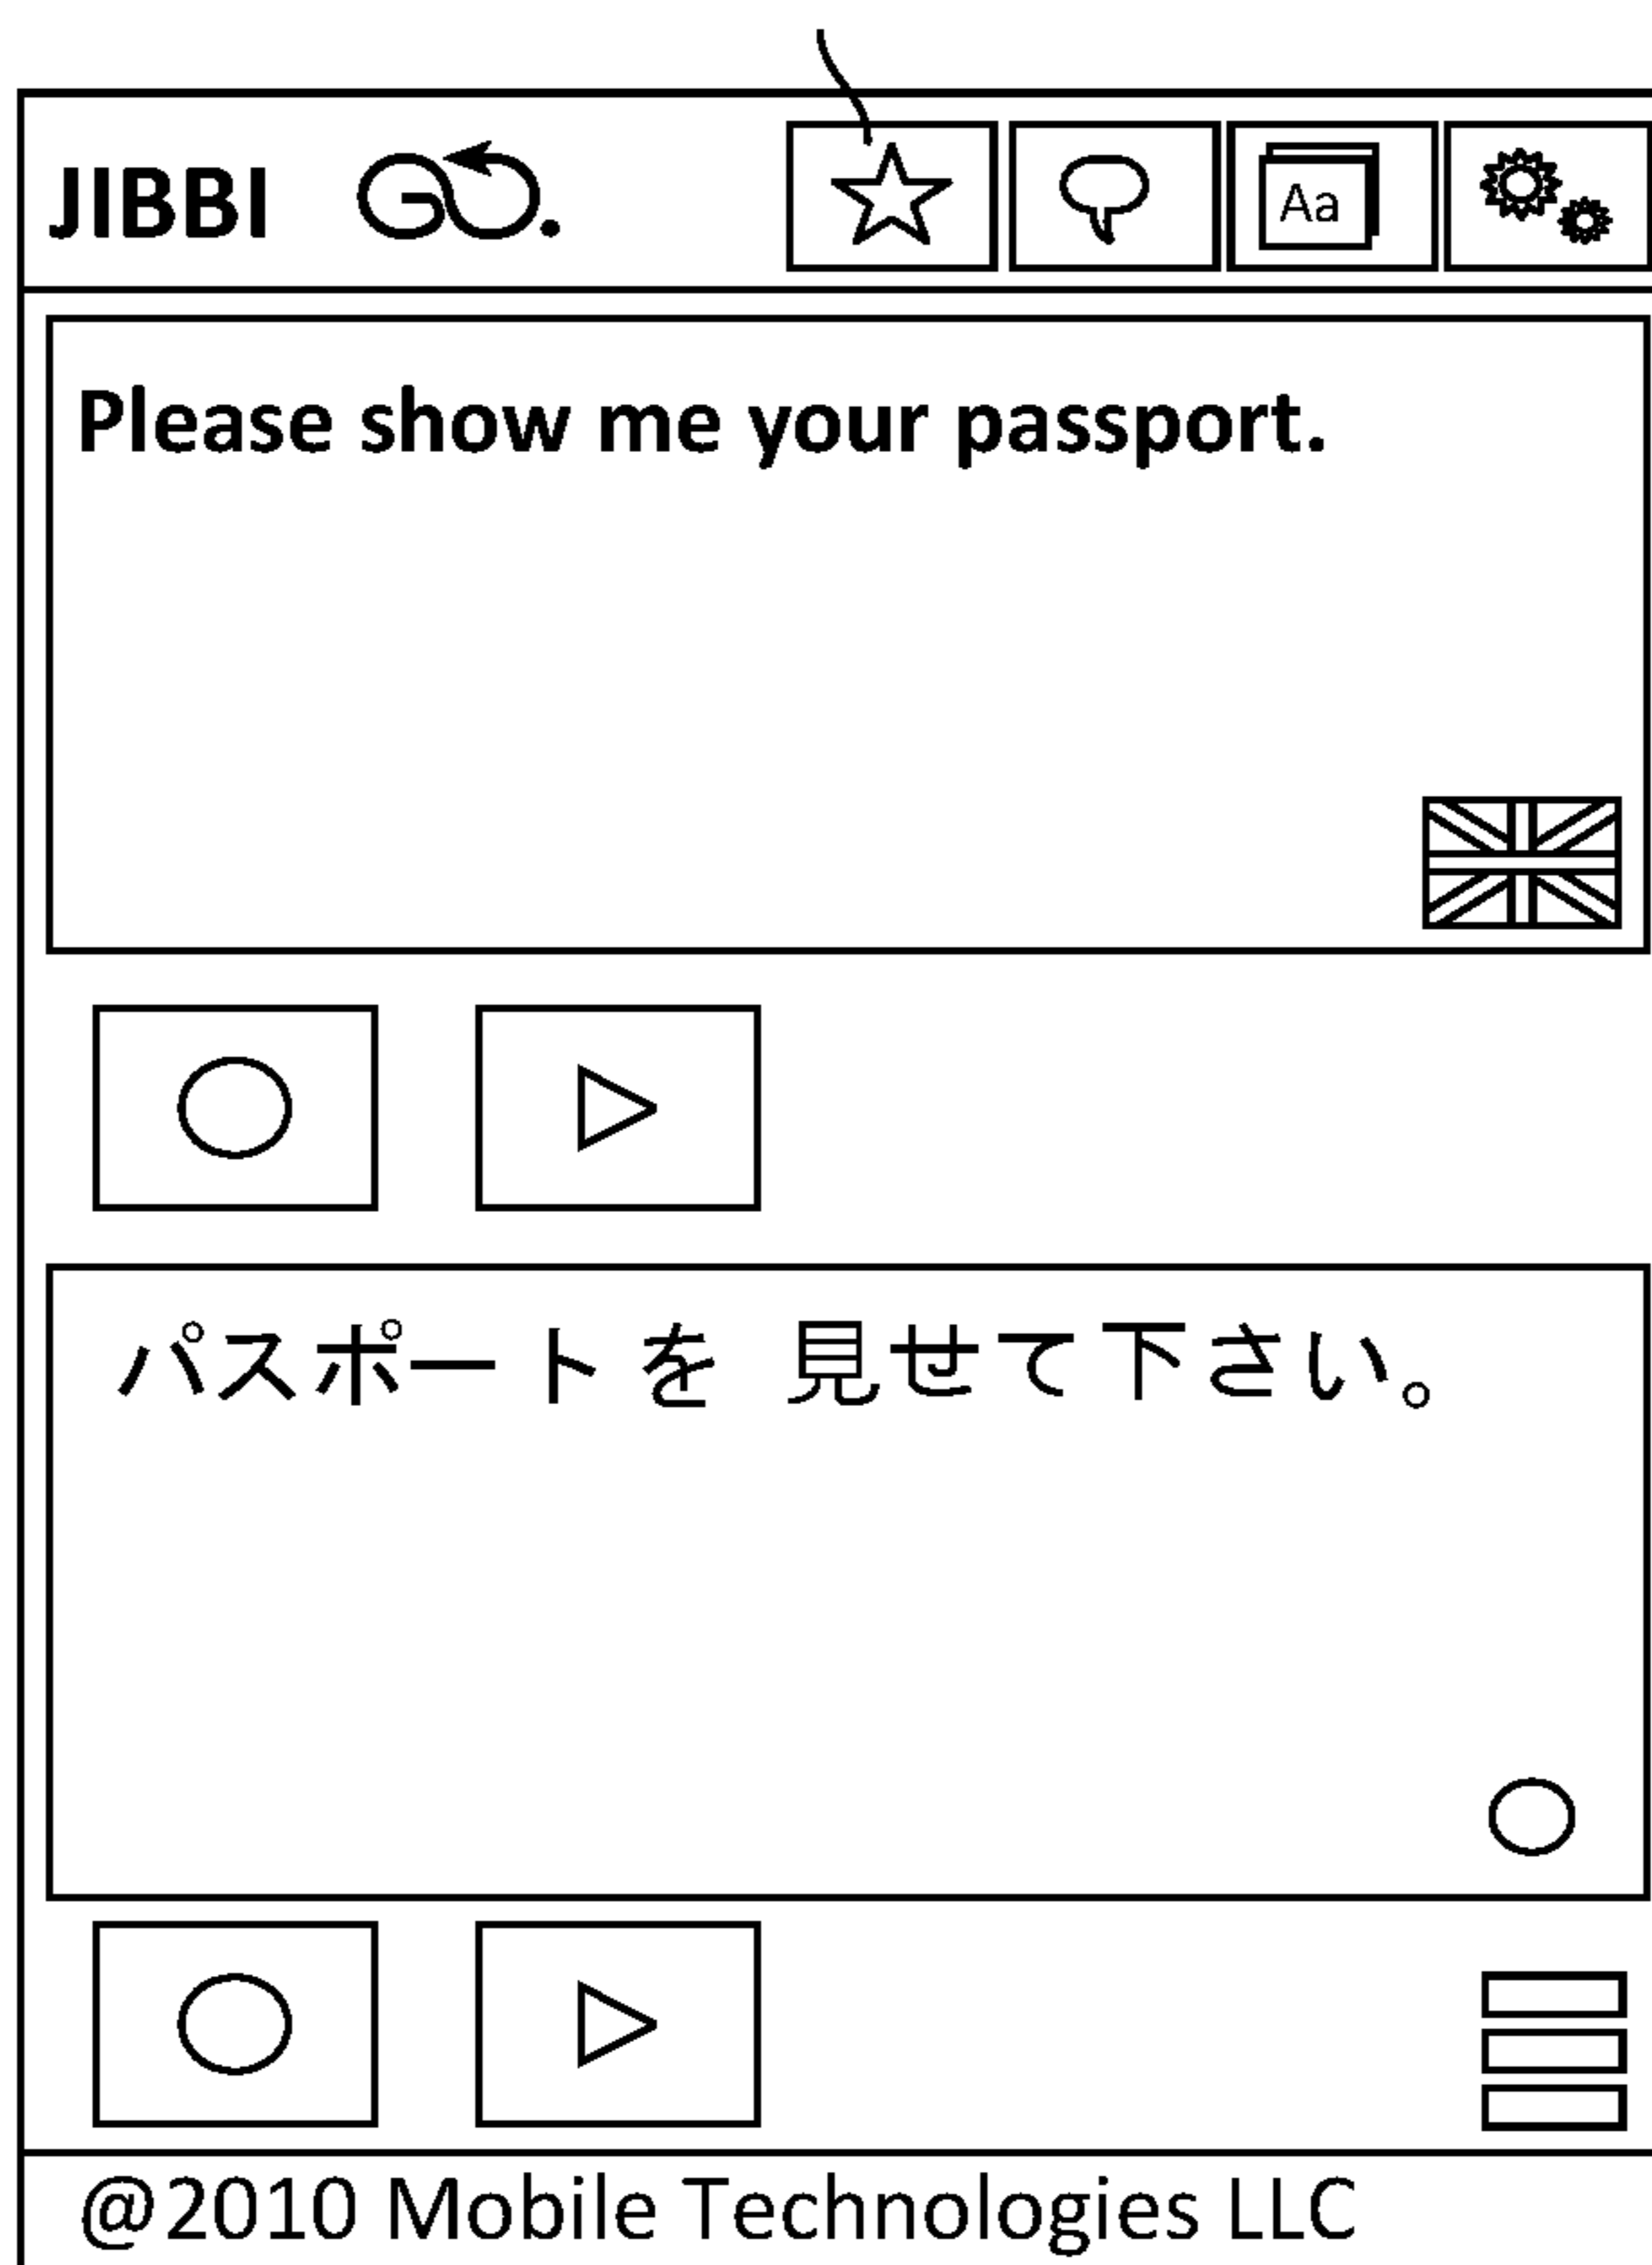 JIBBI GO.
Aa
Please show me your passport.
パスポートを 見せて下さい。
@2010 Mobile Technologies LLC